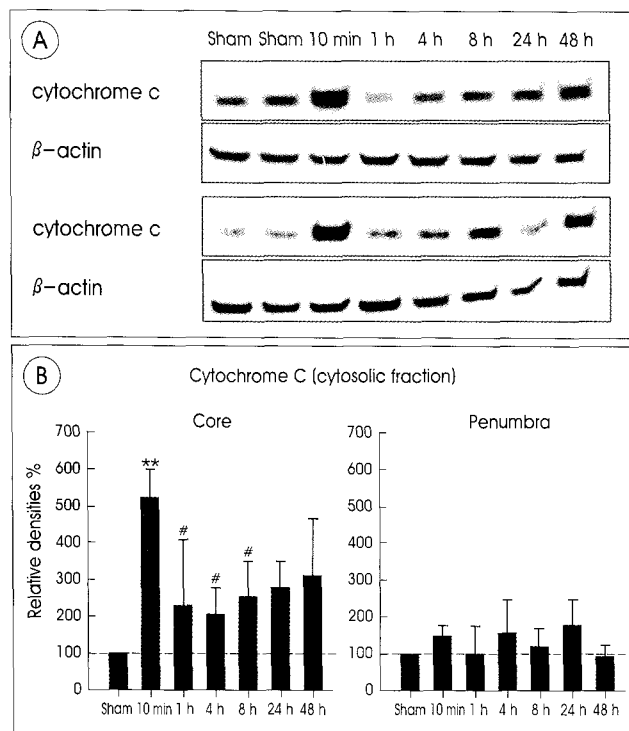 A
Sham Sham 10 min 1 h 4 h 8 h 24 h 48 h
cytochrome c
β-actin
cytochrome c
β-actin
B
Cytochrome C (cytosolic fraction)
Core
Penumbra
Relative densities %
700
600
500
400
300
200
100
0
**
#
#
#
Sham 10 min 1 h 4 h 8 h 24 h 48 h
700
600
500
400
300
200
100
0
Sham 10 min 1 h 4 h 8 h 24 h 48 h